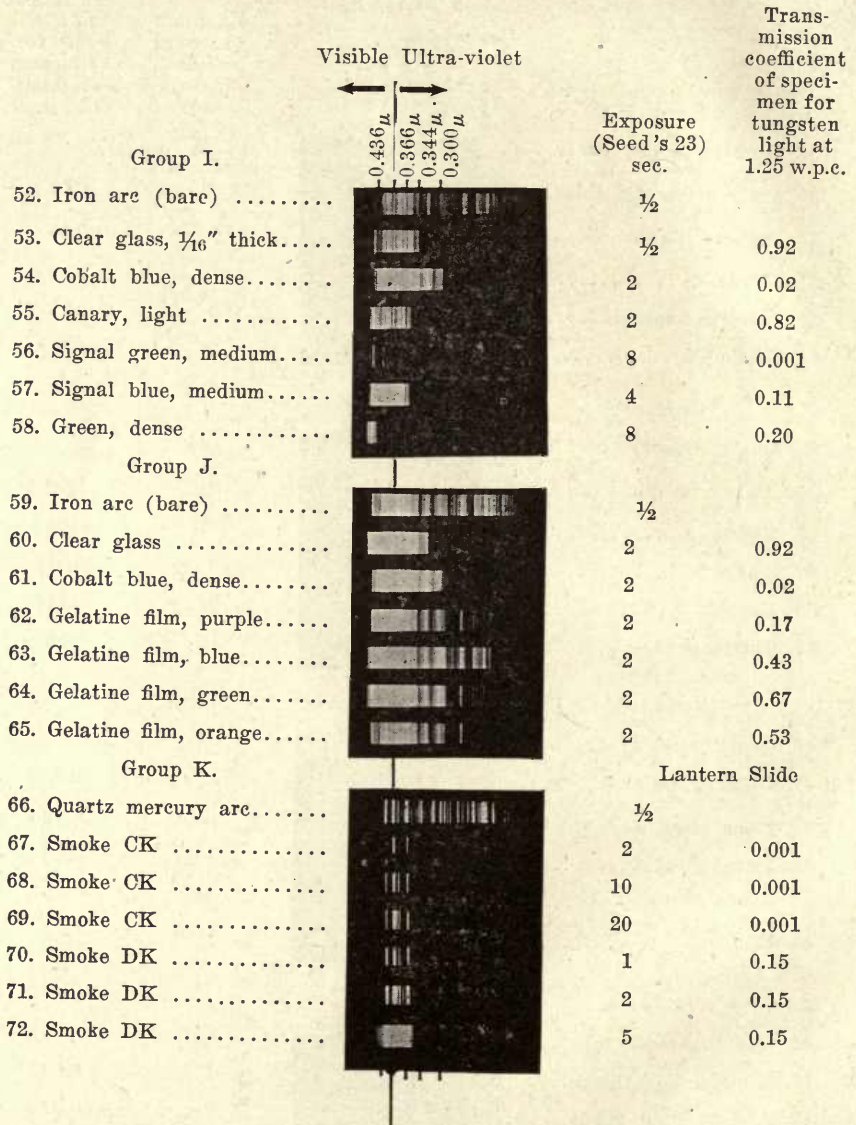 Trans-
mission
coefficient
of speci-
men for
tungsten
light at
1.25 w.p.c.
Visible Ultra-violet
Exposure
(Seed's 23)
sec.
0.436μ
0.366μ
0.344μ
0.300μ
Group I.
52. Iron arc (bare) ......... ½
53. Clear glass, 1/16" thick..... ½ 0.92
54. Cobalt blue, dense....... . 2 0.02
55. Canary, light ............ 2 0.82
56. Signal green, medium..... 8 0.001
57. Signal blue, medium...... 4 0.11
58. Green, dense ............ 8 0.20
Group J.
59. Iron arc (bare) .......... ½
60. Clear glass .............. 2 0.92
61. Cobalt blue, dense........ 2 0.02
62. Gelatine film, purple...... 2 0.17
63. Gelatine film, blue........ 2 0.43
64. Gelatine film, green....... 2 0.67
65. Gelatine film, orange...... 2 0.53
Group K. Lantern Slide
66. Quartz mercury arc....... ½
67. Smoke CK .............. 2 0.001
68. Smoke CK .............. 10 0.001
69. Smoke CK .............. 20 0.001
70. Smoke DK .............. 1 0.15
71. Smoke DK .............. 2 0.15
72. Smoke DK .............. 5 0.15